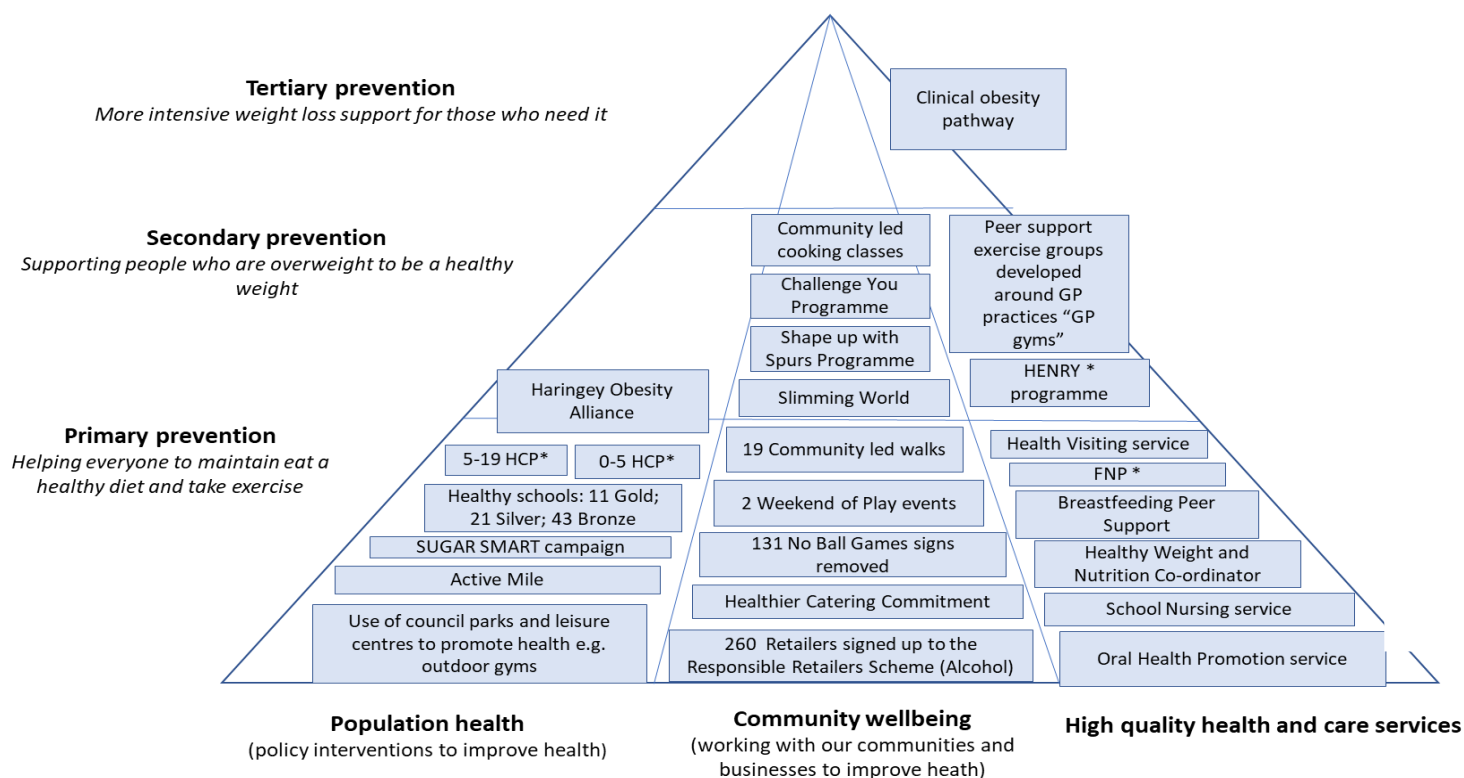 Tertiary prevention
More intensive weight loss support for those who need it
Clinical obesity
pathway
Secondary prevention
Supporting people who are overweight to be a healthy
weight
Community led
cooking classes
Challenge You
Programme
Shape up with
Spurs Programme
Slimming World
Peer support
exercise groups
developed
around GP
practices “GP
gyms”
HENRY *
programme
Haringey Obesity
Alliance
Primary prevention
Helping everyone to maintain eat a
healthy diet and take exercise
5-19 HCP*
0-5 HCP*
Healthy schools: 11 Gold;
21 Silver; 43 Bronze
SUGAR SMART campaign
Active Mile
Use of council parks and leisure
centres to promote health e.g.
outdoor gyms
19 Community led walks
2 Weekend of Play events
131 No Ball Games signs
removed
Healthier Catering Commitment
260 Retailers signed up to the
Responsible Retailers Scheme (Alcohol)
Health Visiting service
FNP *
Breastfeeding Peer
Support
Healthy Weight and
Nutrition Co-ordinator
School Nursing service
Oral Health Promotion service
Population health
(policy interventions to improve health)
Community wellbeing
(working with our communities and
businesses to improve heath)
High quality health and care services